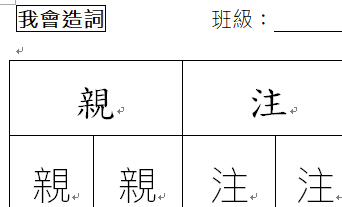 我會造詞 班級：
親 注
親 親 注 注